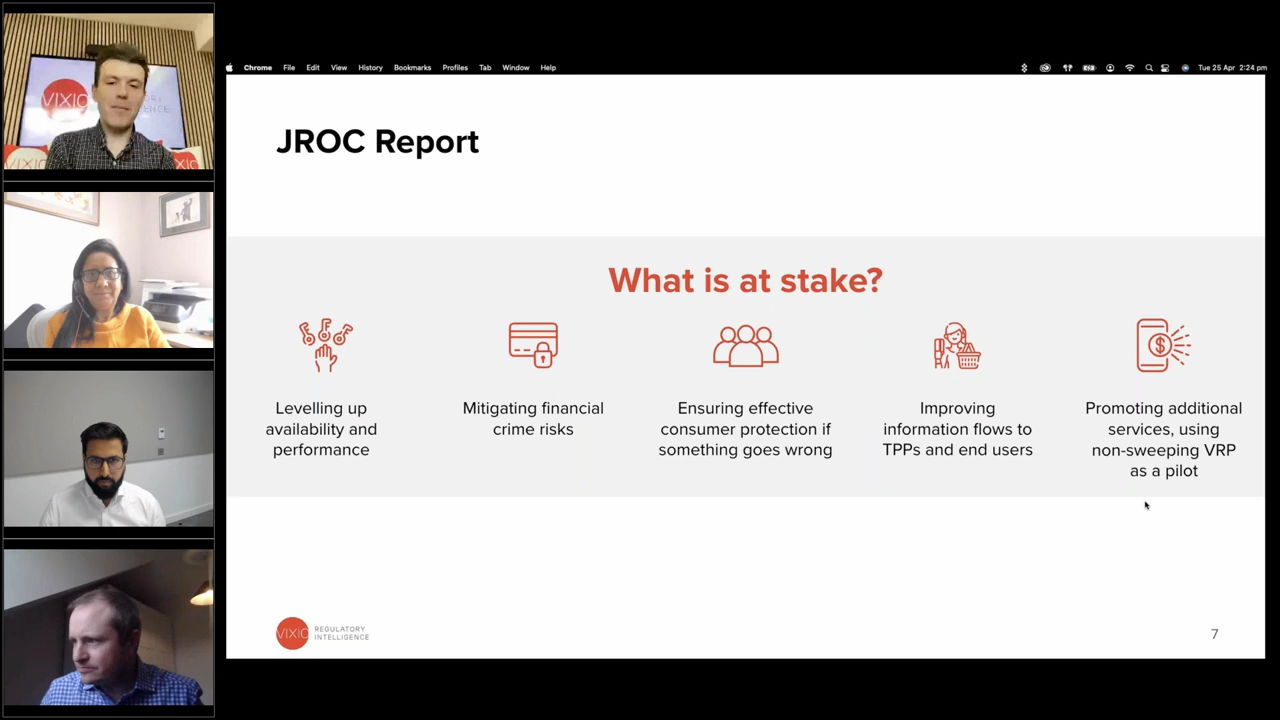 Chrome File Edit View History Bookmarks Profiles Tab Window Help
Tue 25 Apr 2:24 pm
JROC Report
What is at stake?
Levelling up
availability and
performance
Mitigating financial
crime risks
Ensuring effective
consumer protection if
something goes wrong
Improving
information flows to
TPPs and end users
Promoting additional
services, using
non-sweeping VRP
as a pilot
VIXIO
REGULATORY
INTELLIGENCE
7
VIXIO